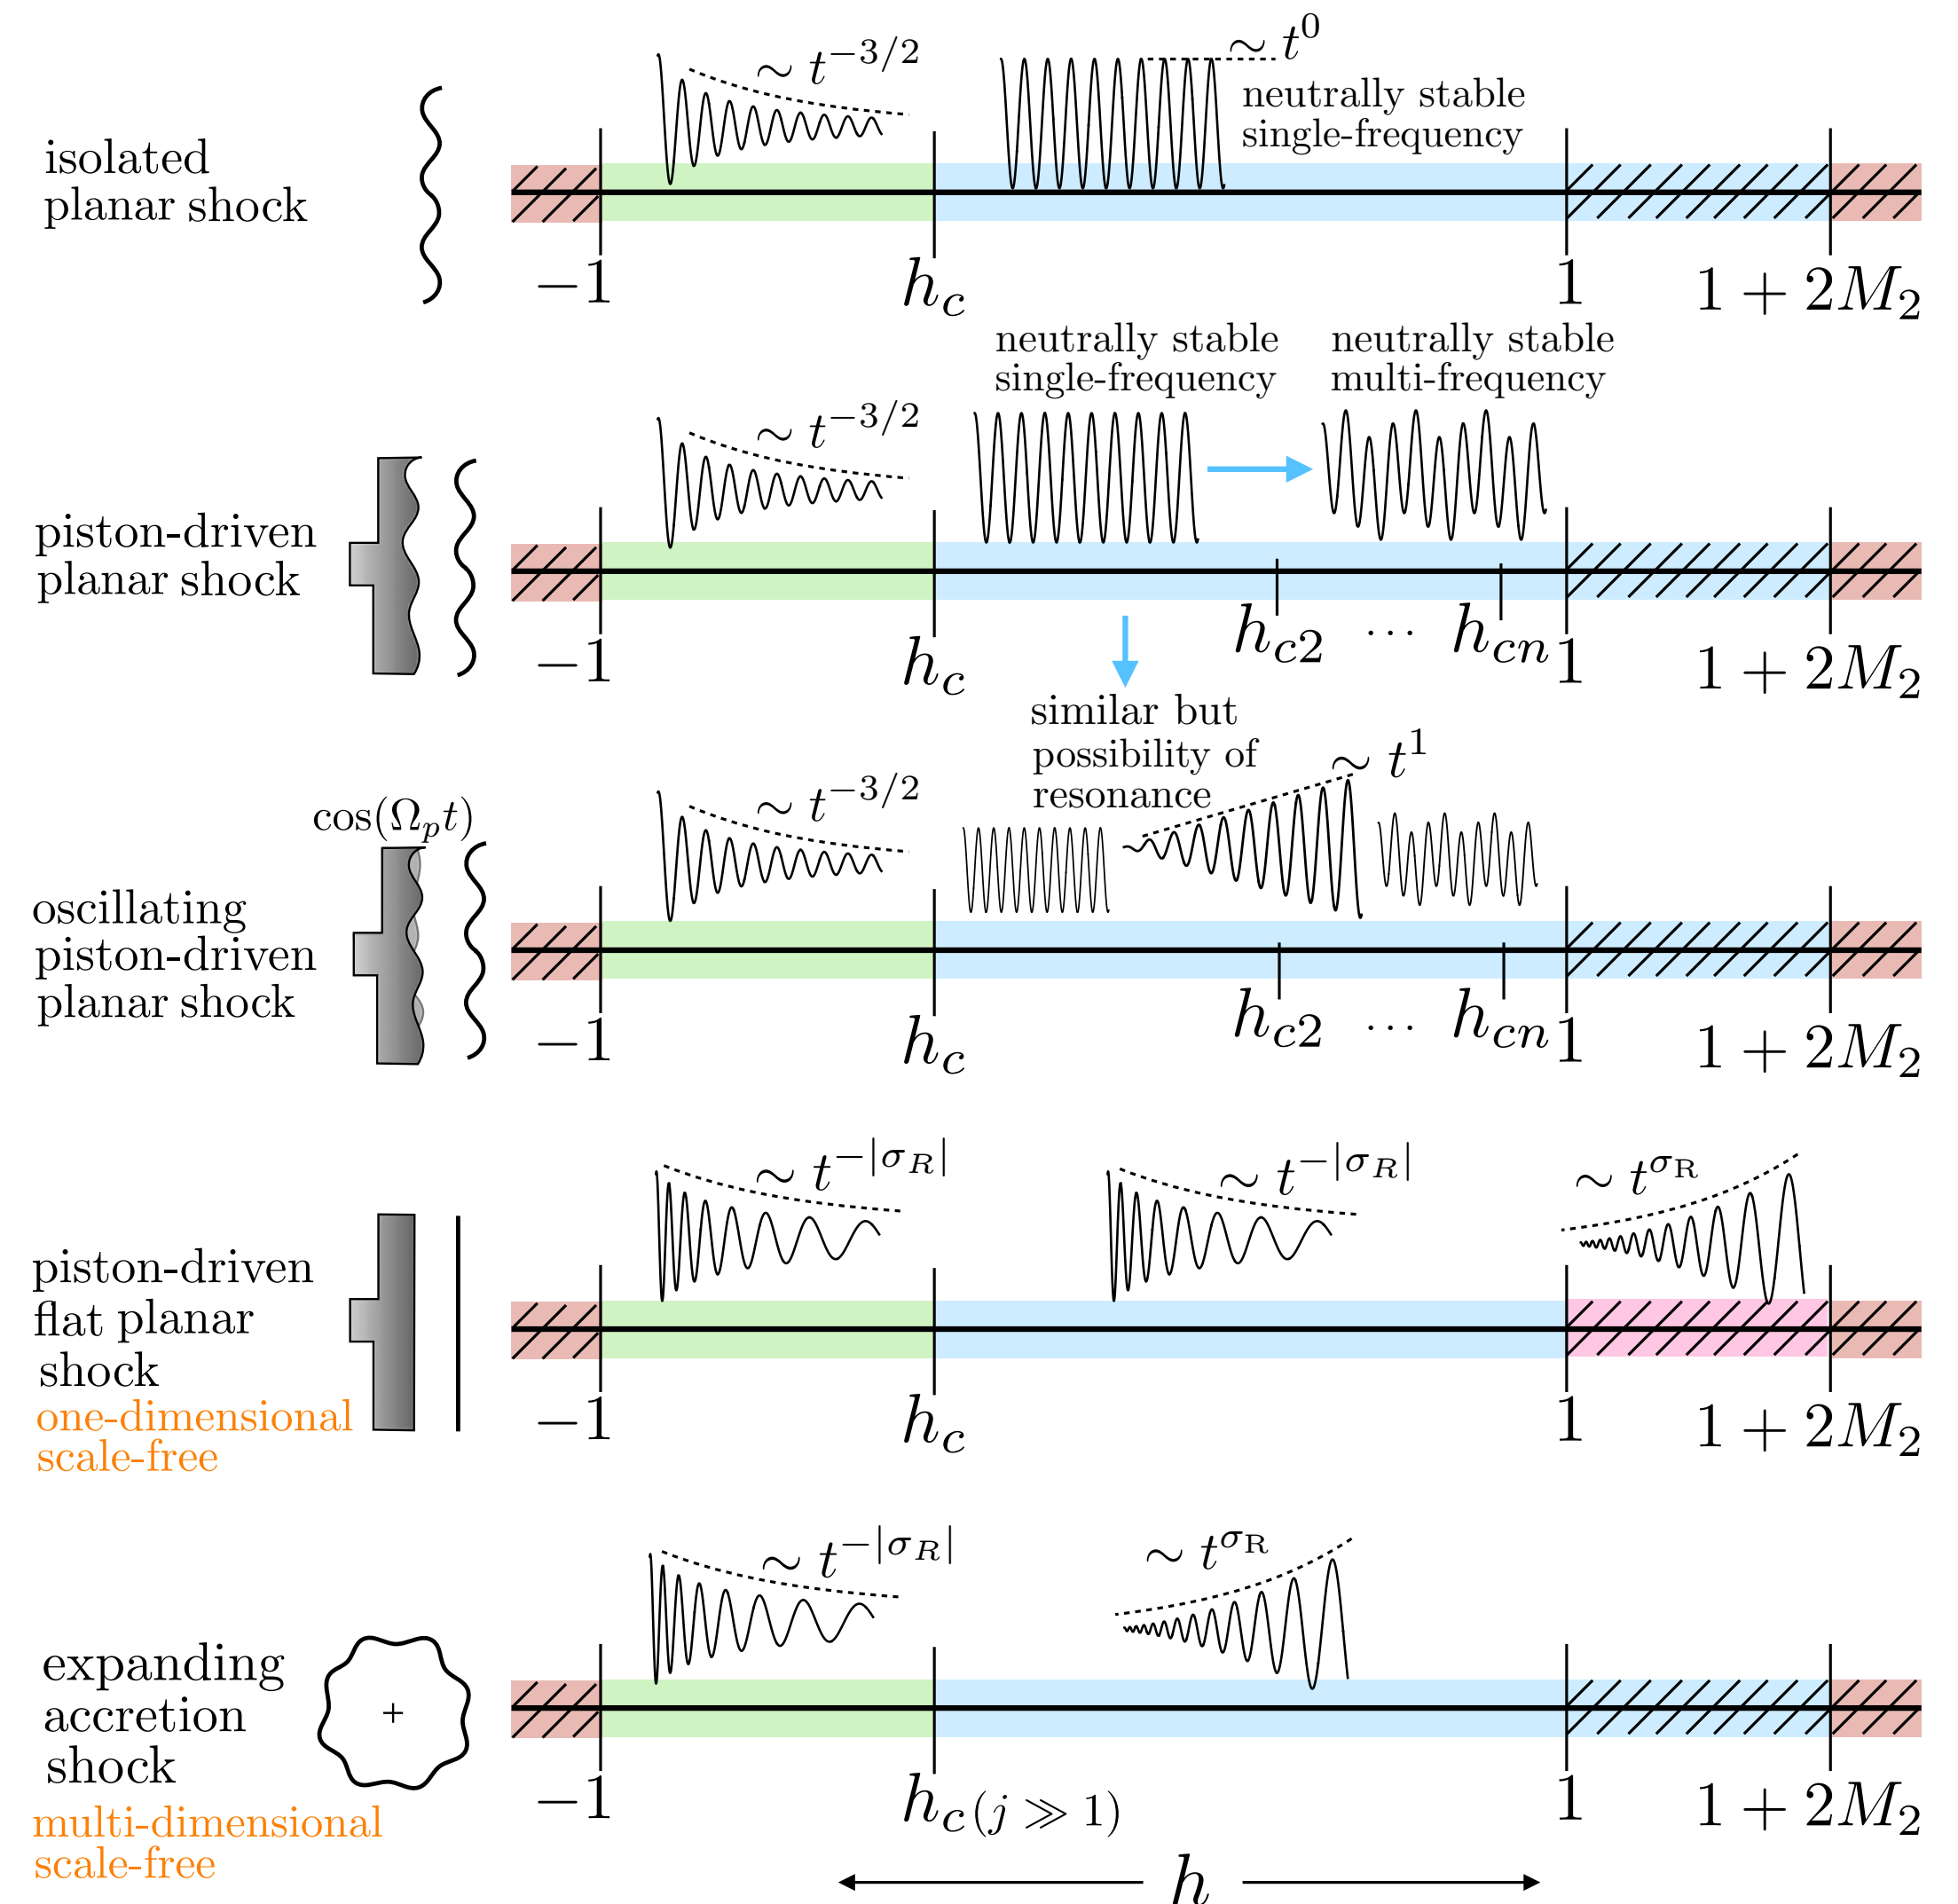 isolated
planar shock
∼ t^{−3/2}
∼ t^0
neutrally stable
single-frequency
−1
h_c
1
1 + 2M_2
piston-driven
planar shock
∼ t^{−3/2}
neutrally stable
single-frequency
neutrally stable
multi-frequency
−1
h_c
h_{c2}
...
h_{cn}
1
1 + 2M_2
similar but
possibility of
resonance
cos(Ω_p t)
oscillating
piston-driven
planar shock
∼ t^{−3/2}
∼ t^1
−1
h_c
h_{c2}
...
h_{cn}
1
1 + 2M_2
piston-driven
flat planar
shock
one-dimensional
scale-free
∼ t^{−|σ_R|}
∼ t^{−|σ_R|}
∼ t^{σ_R}
−1
h_c
1
1 + 2M_2
expanding
accretion
shock
multi-dimensional
scale-free
+
∼ t^{−|σ_R|}
∼ t^{σ_R}
−1
h_c (j ≫ 1)
1
1 + 2M_2
h